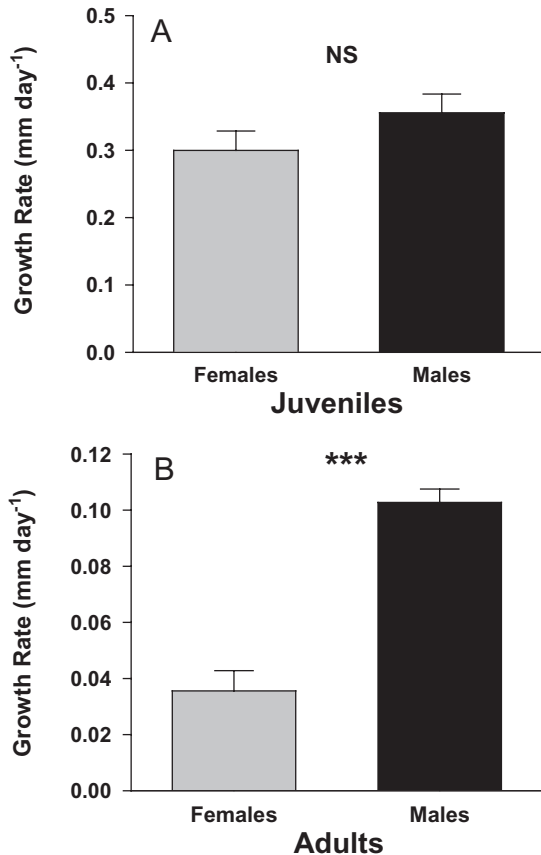 A
NS
Growth Rate (mm day⁻¹)
0.5
0.4
0.3
0.2
0.1
0.0
Females Males
Juveniles
B
***
Growth Rate (mm day⁻¹)
0.12
0.10
0.08
0.06
0.04
0.02
0.00
Females Males
Adults